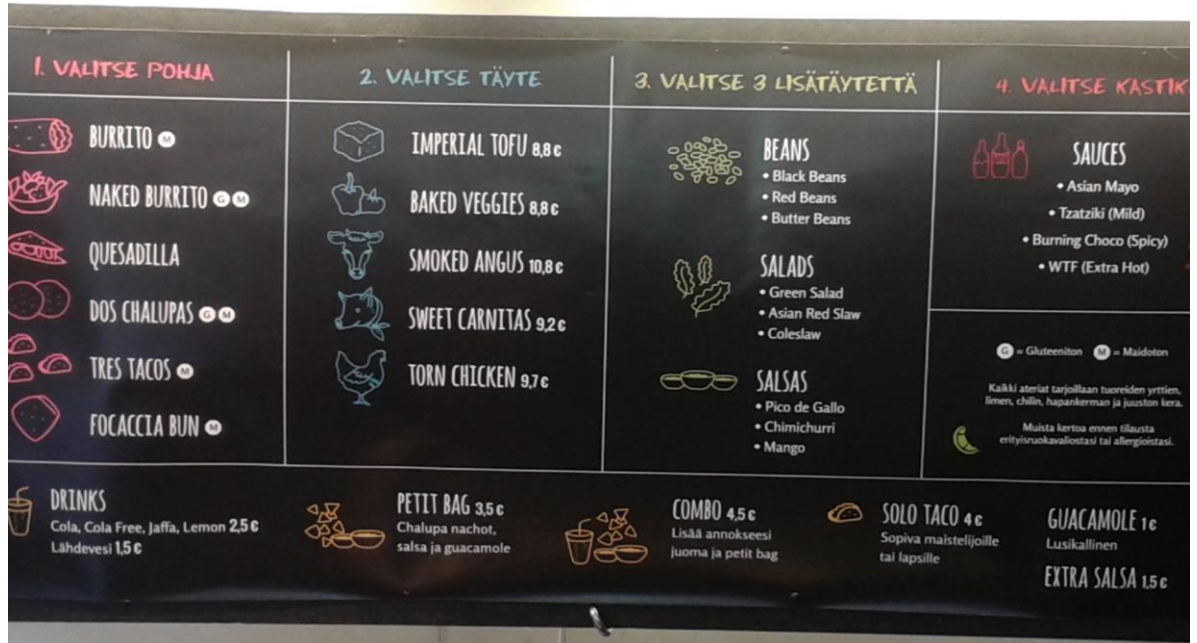 1. VALITSE POHJA
BURRITO M
NAKED BURRITO G M
QUESADILLA
DOS CHALUPAS G M
TRES TACOS M
FOCACCIA BUN M
2. VALITSE TÄYTE
IMPERIAL TOFU 8,8 €
BAKED VEGGIES 8,8 €
SMOKED ANGUS 10,8 €
SWEET CARNITAS 9,2 €
TORN CHICKEN 9,7 €
3. VALITSE 3 LISÄTÄYTETTÄ
BEANS
• Black Beans
• Red Beans
• Butter Beans
SALADS
• Green Salad
• Asian Red Slaw
• Coleslaw
SALSAS
• Pico de Gallo
• Chimichurri
• Mango
4. VALITSE KASTIK
SAUCES
• Asian Mayo
• Tzatziki (Mild)
• Burning Choco (Spicy)
• WTF (Extra Hot)
G = Gluteeniton M = Maidoton
Kaikki ateriat tarjoillaan tuoreiden yrttien,
limen, chilin, hapankerman ja juuston kera.
Muista kertoa ennen tilausta
erityisruokavaliostasi tai allergioistasi.
DRINKS
Cola, Cola Free, Jaffa, Lemon 2,5 €
Lähdevesi 1,5 €
PETIT BAG 3,5 €
Chalupa nachot,
salsa ja guacamole
COMBO 4,5 €
Lisää annokseesi
juoma ja petit bag
SOLO TACO 4 €
Sopiva maistelijoille
tai lapsille
GUACAMOLE 1 €
Lusikallinen
EXTRA SALSA 1,5 €